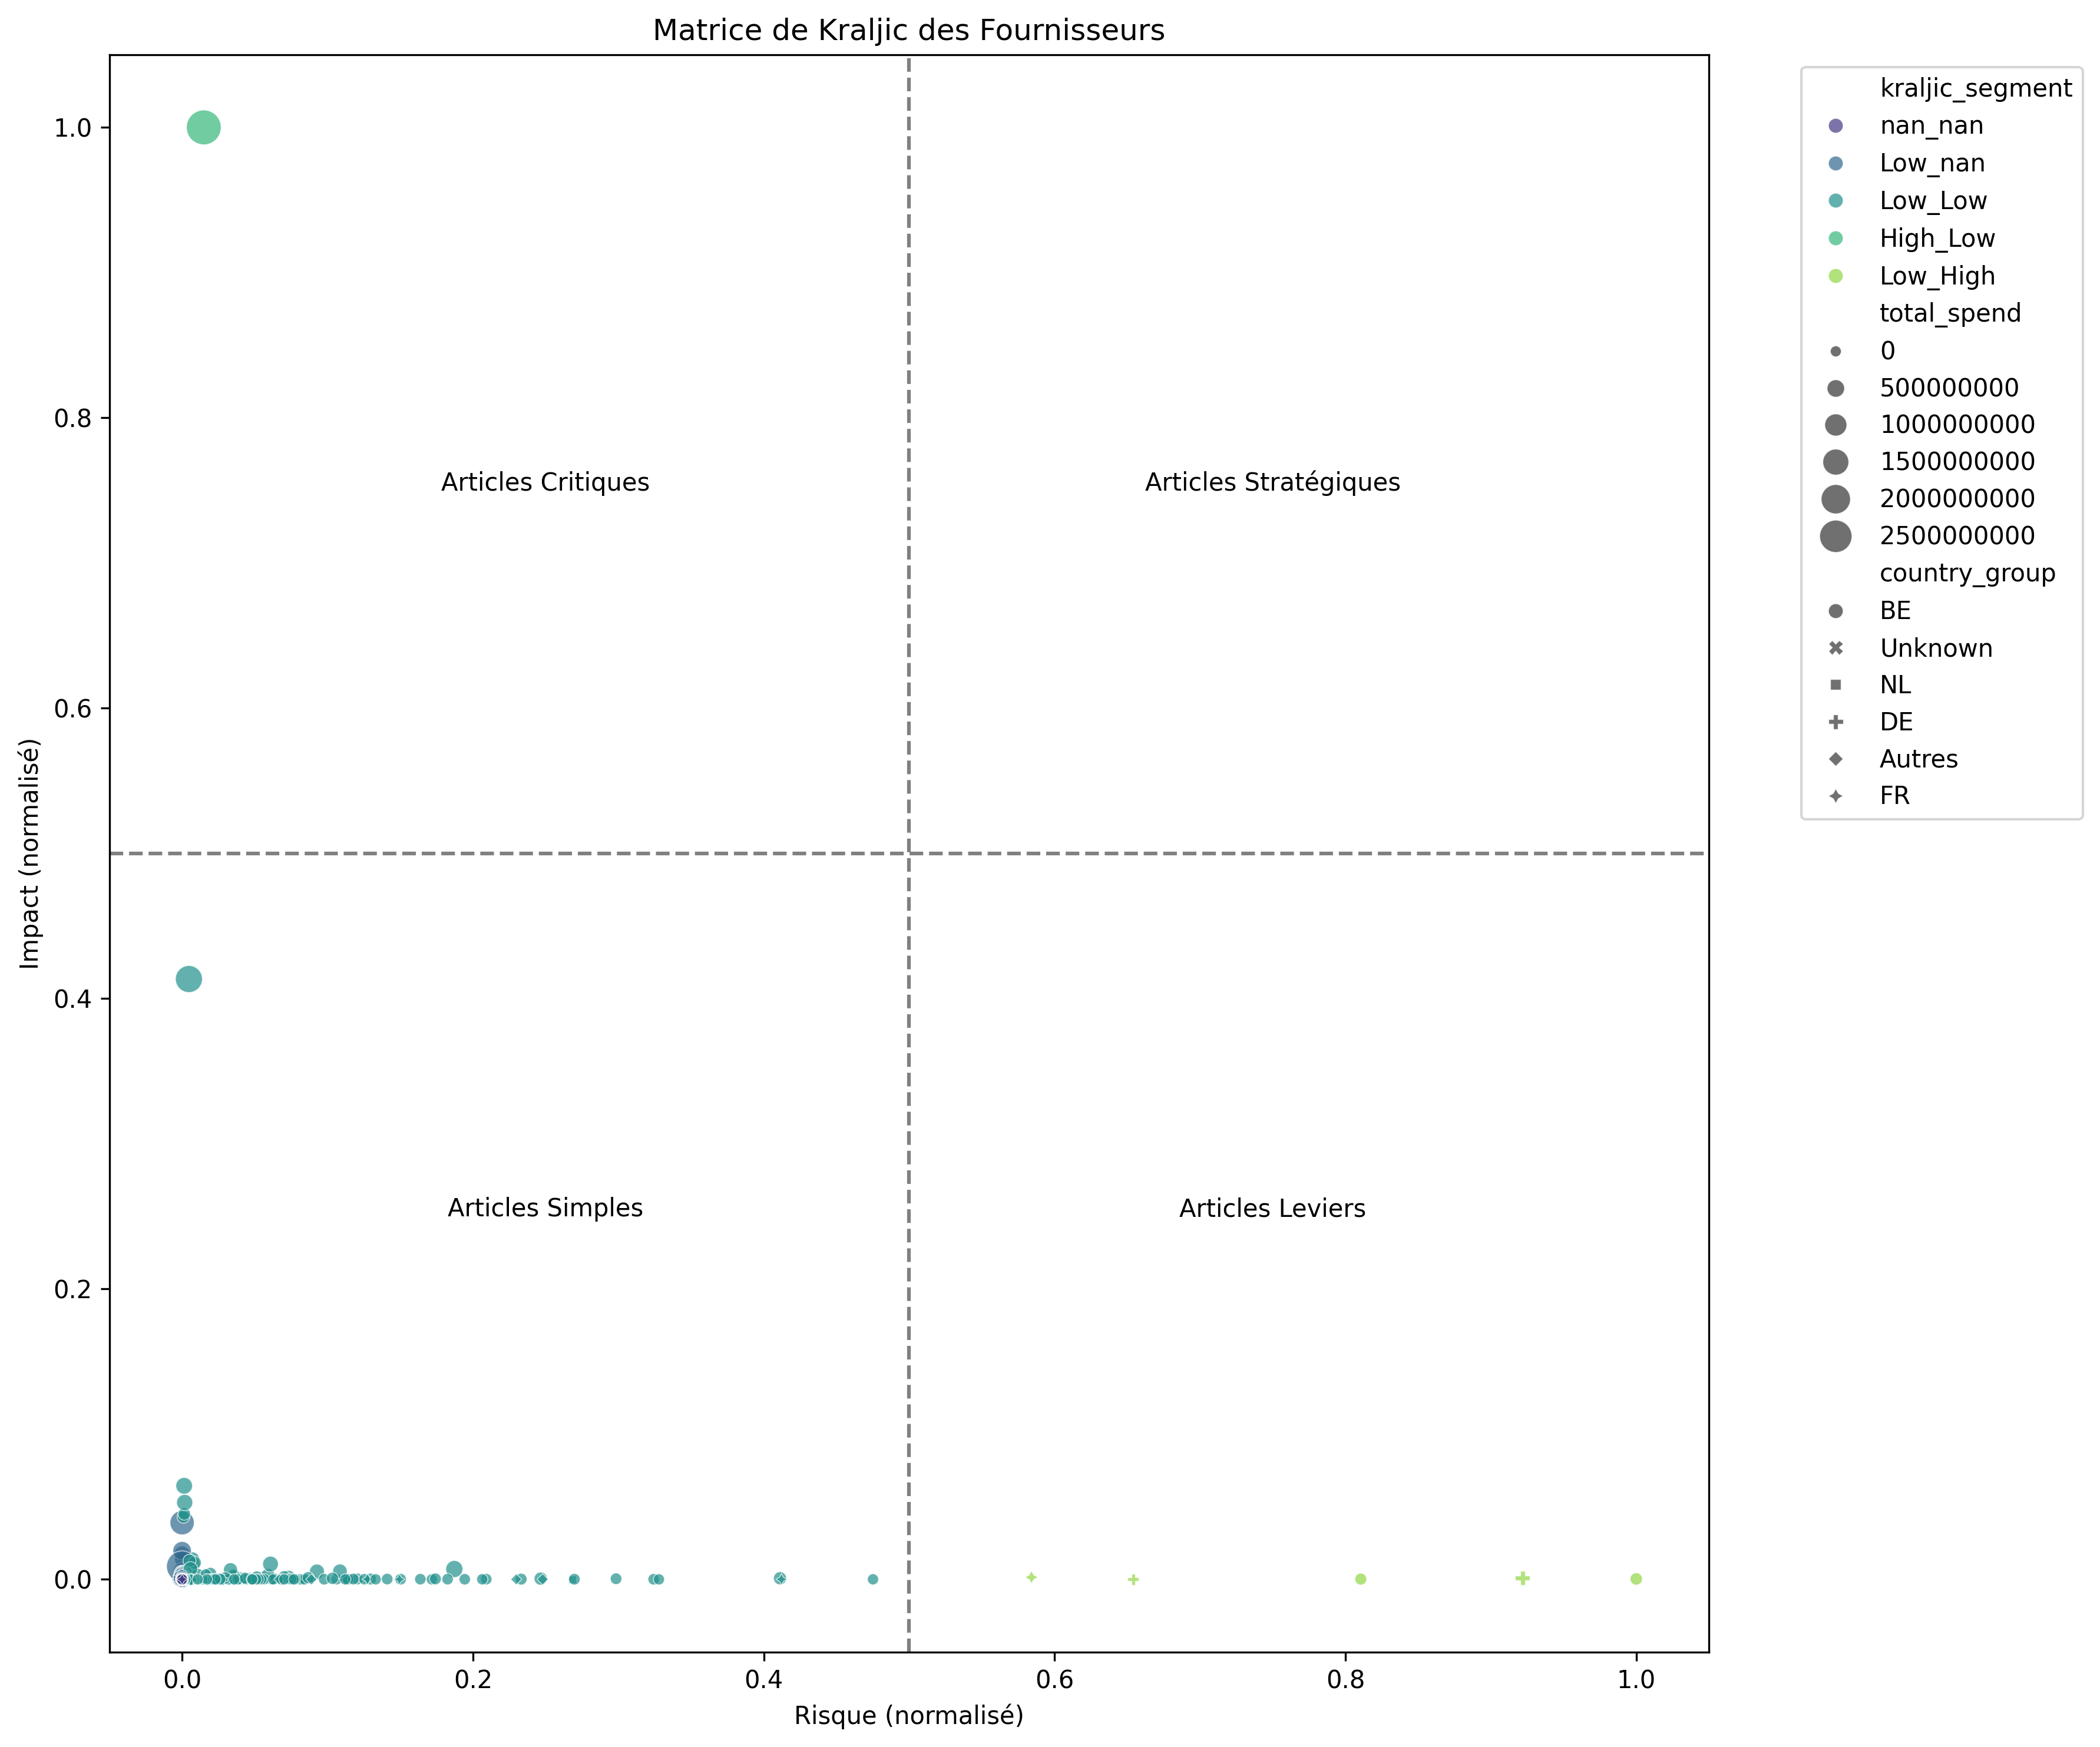 Matrice de Kraljic des Fournisseurs
1.0
0.8
0.6
0.4
0.2
0.0
Impact (normalisé)
Articles Critiques
Articles Stratégiques
Articles Simples
Articles Leviers
0.0
0.2
0.4
0.6
0.8
1.0
Risque (normalisé)
kraljic_segment
nan_nan
Low_nan
Low_Low
High_Low
Low_High
total_spend
0
500000000
1000000000
1500000000
2000000000
2500000000
country_group
BE
Unknown
NL
DE
Autres
FR